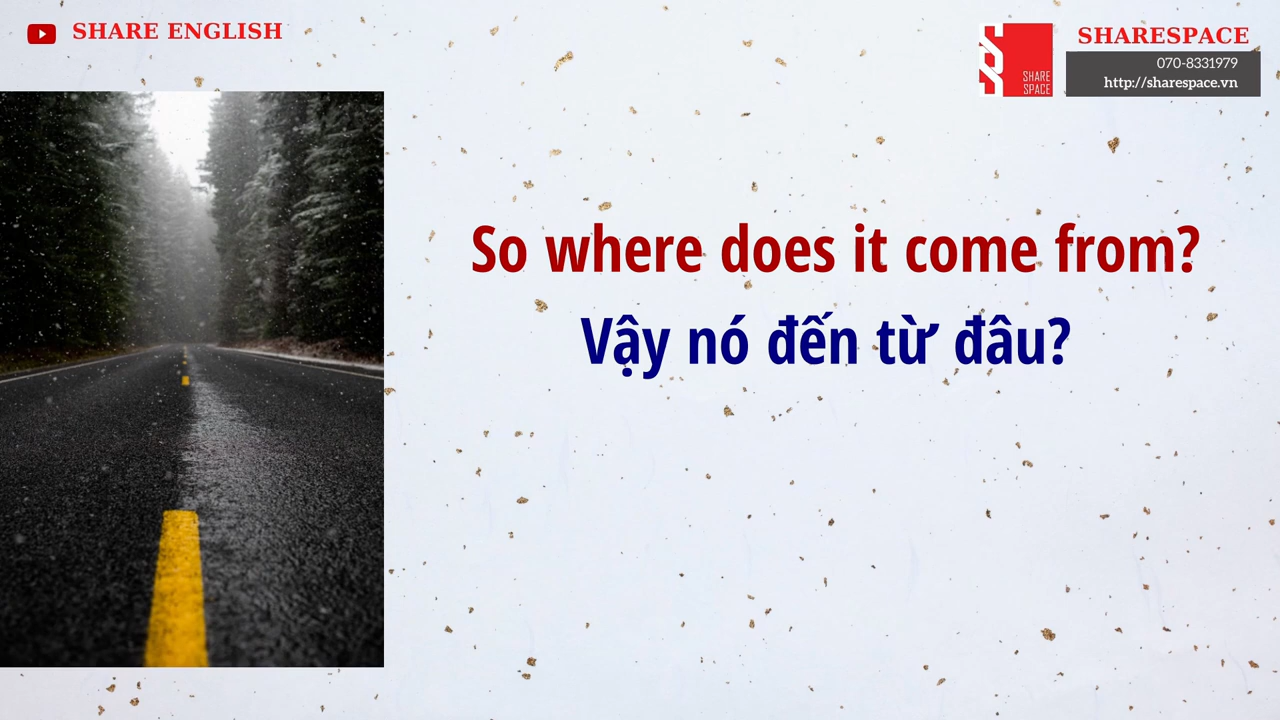 SHARE ENGLISH
SHARESPACE
070-8331979
http://sharespace.vn
SHARE
SPACE
So where does it come from?
Vậy nó đến từ đâu?